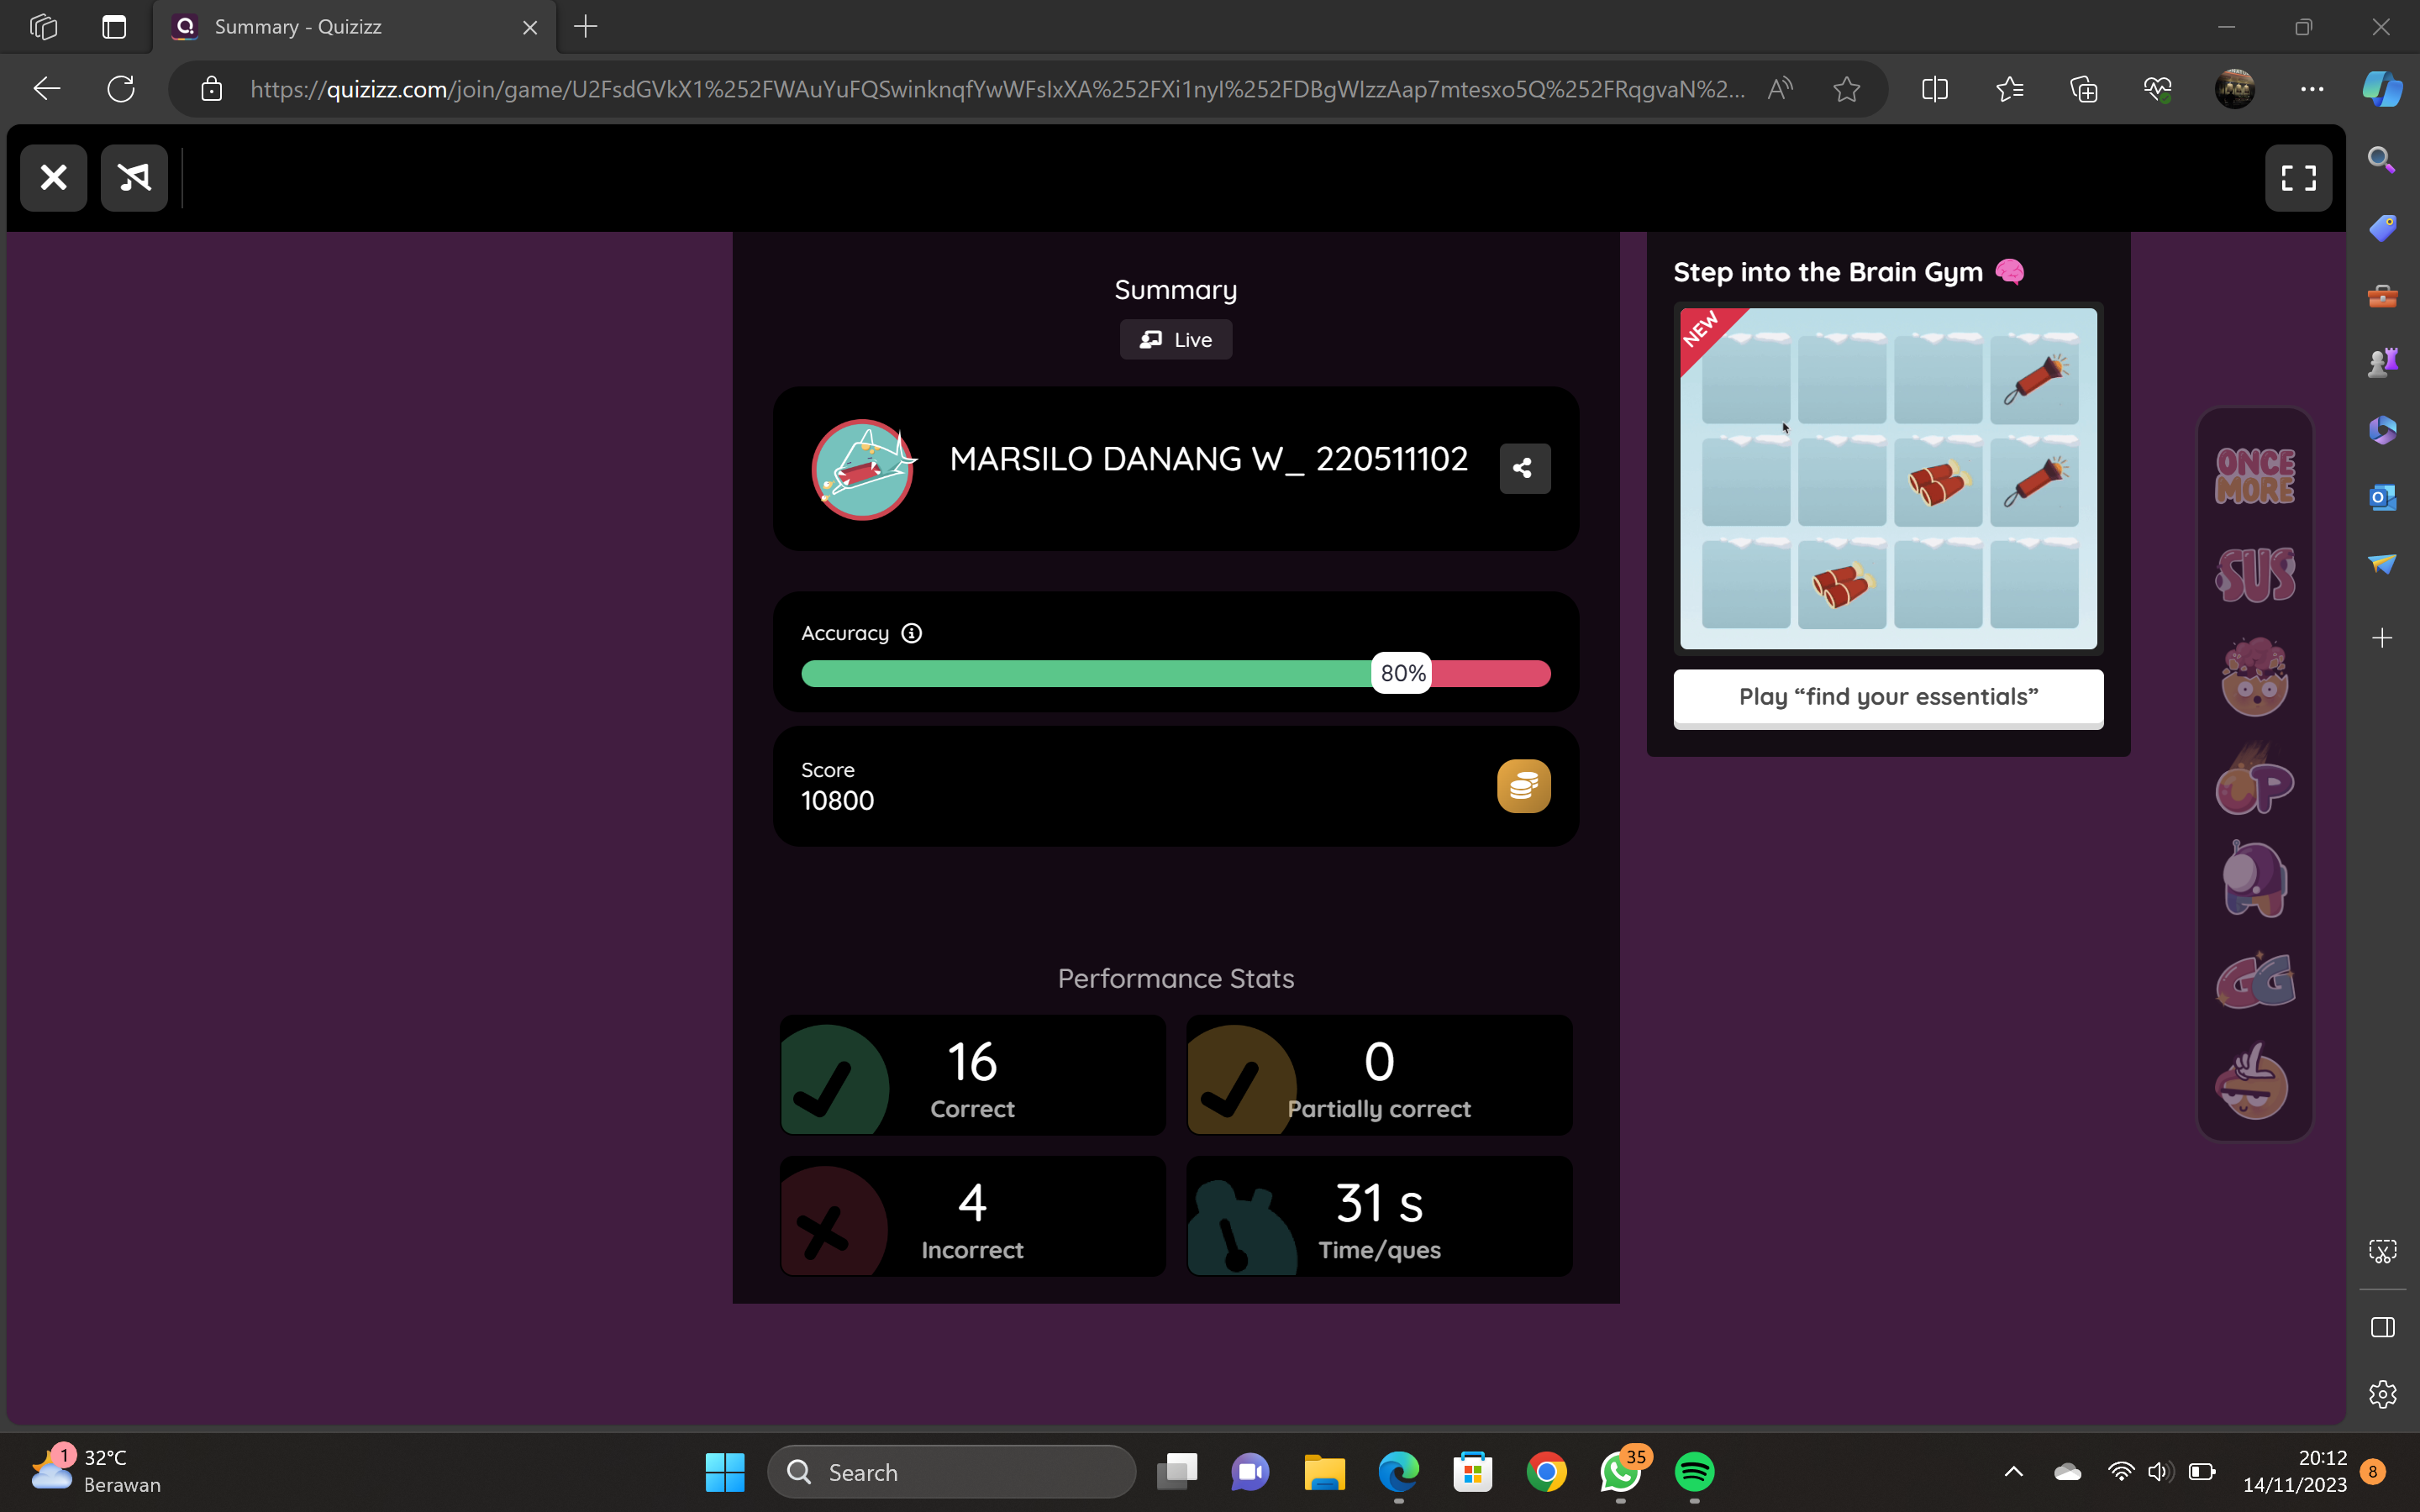 Summary - Quizizz
https://quizizz.com/join/game/U2FsdGVkX1%252FWAuYuFQSwinknqfYwWFsIxXA%252FXi1nyI%252FDBgWIzzAap7mtesxo5Q%252FRqgvaN%2...
Summary
Live
MARSILO DANANG W_ 220511102
Accuracy
80%
Score
10800
Performance Stats
16
Correct
0
Partially correct
4
Incorrect
31 s
Time/ques
Step into the Brain Gym
NEW
Play “find your essentials”
ONCE
MORE
SUS
OP
GG
1
32°C
Berawan
Search
35
20:12
14/11/2023
8